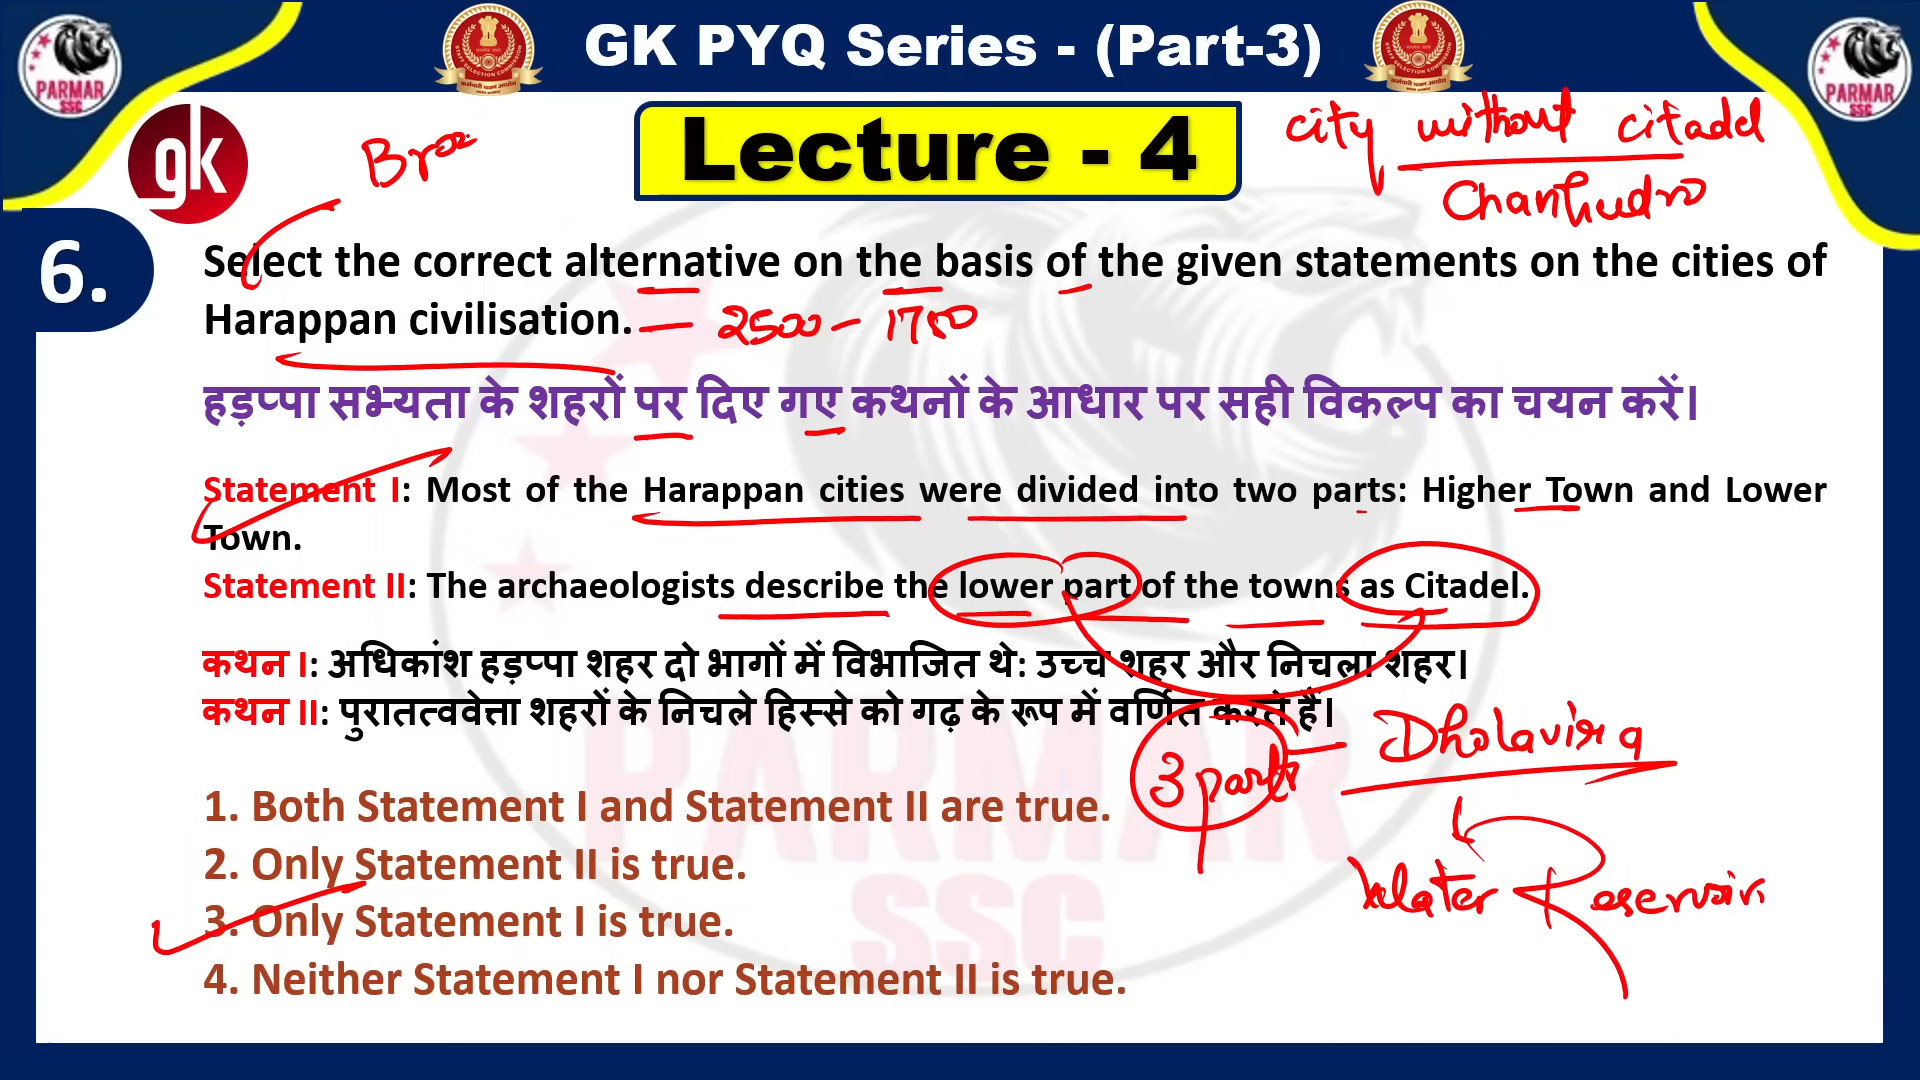 GK PYQ Series - (Part-3)
PARMAR
SSC
PARMAR
SSC
gk
Lecture - 4
city without citadel
Chanhudro
6.
Select the correct alternative on the basis of the given statements on the cities of
Harappan civilisation.
2500 - 1750
हड़प्पा सभ्यता के शहरों पर दिए गए कथनों के आधार पर सही विकल्प का चयन करें।
Statement I: Most of the Harappan cities were divided into two parts: Higher Town and Lower
Town.
Statement II: The archaeologists describe the lower part of the towns as Citadel.
कथन I: अधिकांश हड़प्पा शहर दो भागों में विभाजित थे: उच्च शहर और निचला शहर।
कथन II: पुरातत्ववेत्ता शहरों के निचले हिस्से को गढ़ के रूप में वर्णित करते हैं।
3 parts - Dholavira
Water Reservoir
1. Both Statement I and Statement II are true.
2. Only Statement II is true.
3. Only Statement I is true.
4. Neither Statement I nor Statement II is true.
PARMAR
SSC